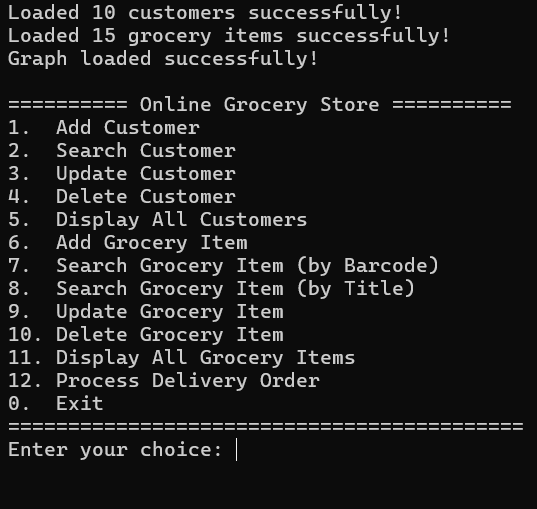 Loaded 10 customers successfully!
Loaded 15 grocery items successfully!
Graph loaded successfully!
========== Online Grocery Store ==========
1.  Add Customer
2.  Search Customer
3.  Update Customer
4.  Delete Customer
5.  Display All Customers
6.  Add Grocery Item
7.  Search Grocery Item (by Barcode)
8.  Search Grocery Item (by Title)
9.  Update Grocery Item
10. Delete Grocery Item
11. Display All Grocery Items
12. Process Delivery Order
0.  Exit
===========================================
Enter your choice: